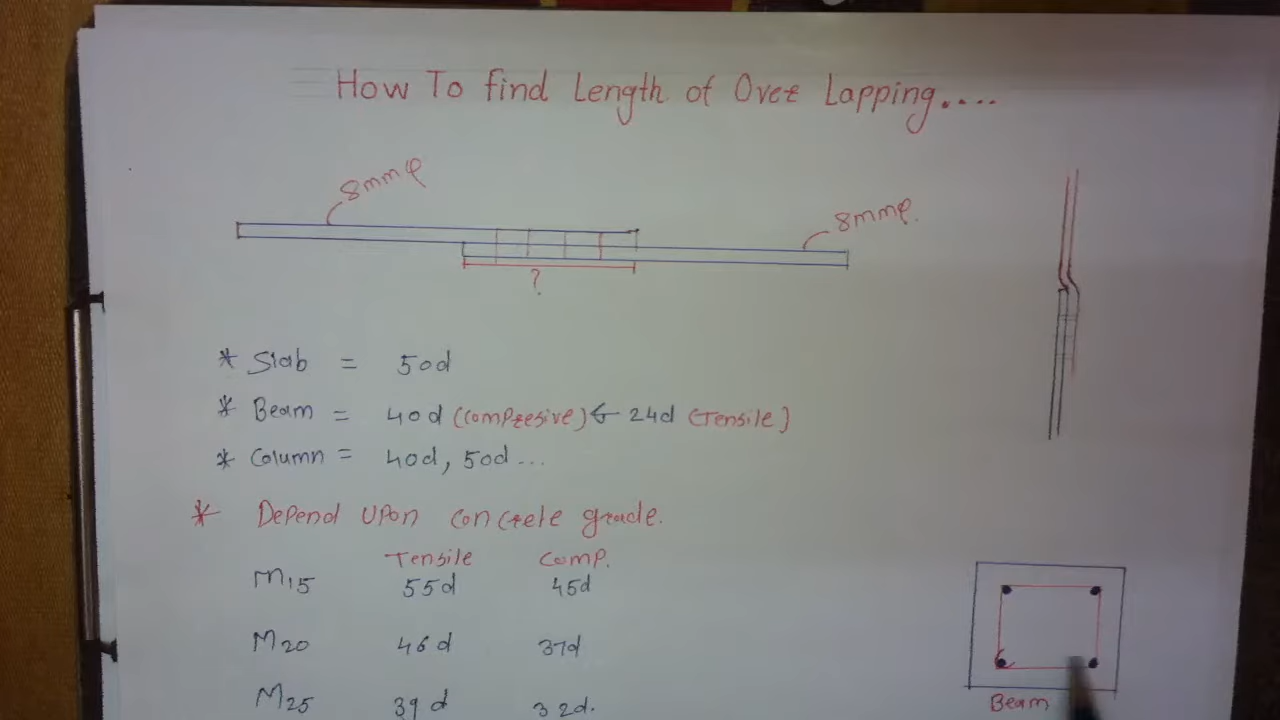 How To find Length of Over Lapping....
8mmφ
8mmφ.
?
* Slab = 50d
* Beam = 40d (Compresive) & 24d (Tensile)
* Column = 40d, 50d...
* Depend Upon Concrete grade.
Tensile Comp.
M15 55d 45d
M20 46d 37d
M25 39d 32d.
Beam